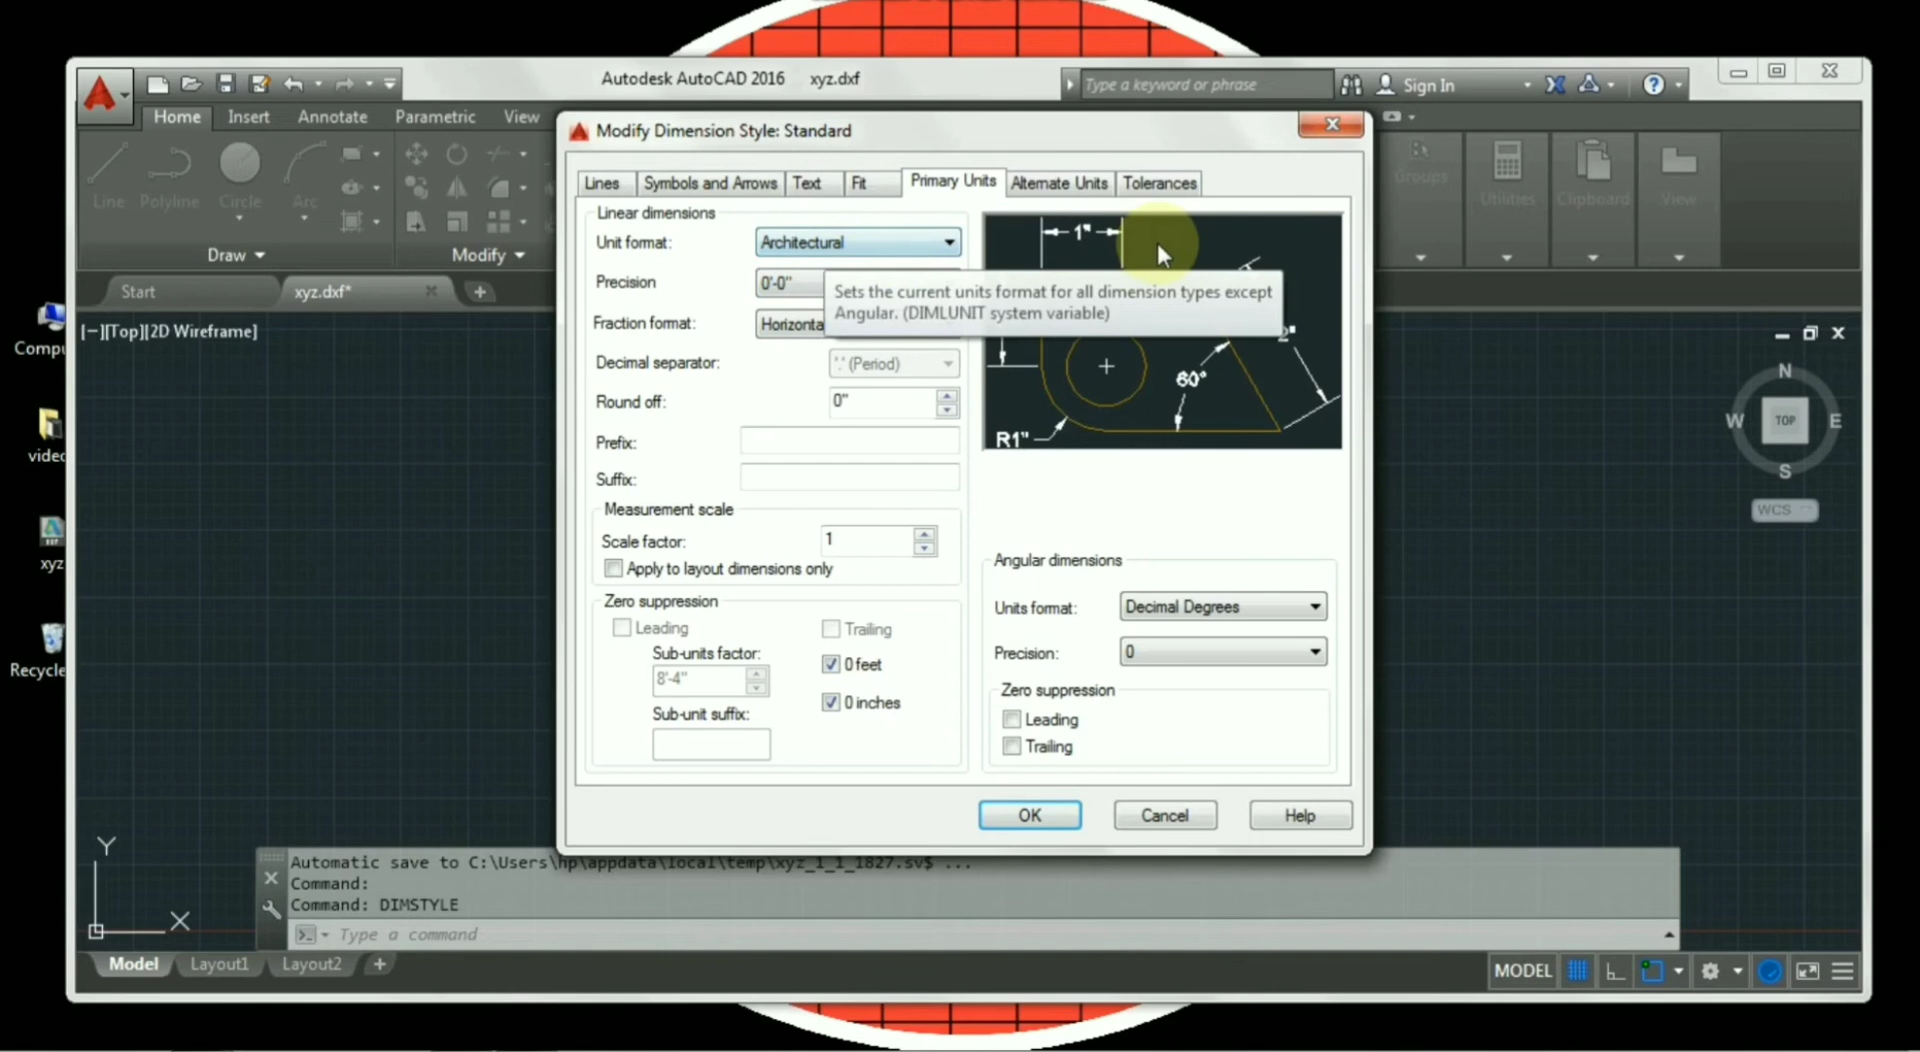 Autodesk AutoCAD 2016 xyz.dxf
Type a keyword or phrase
Sign In
Home Insert Annotate Parametric View
Line Polyline Circle Arc
Draw Modify
Groups Utilities Clipboard View
Start xyz.dxf*
[−][Top][2D Wireframe]
Compu
video
xyz
Recycle
Modify Dimension Style: Standard
Lines Symbols and Arrows Text Fit Primary Units Alternate Units Tolerances
Linear dimensions
Unit format: Architectural
Precision 0'-0"
Fraction format: Horizonta
Decimal separator: '.' (Period)
Round off: 0"
Prefix:
Suffix:
Measurement scale
Scale factor: 1
Apply to layout dimensions only
Zero suppression
Leading Trailing
Sub-units factor: 0 feet
8'-4"
0 inches
Sub-unit suffix:
1"
Sets the current units format for all dimension types except
Angular. (DIMLUNIT system variable)
2"
60°
R1"
Angular dimensions
Units format: Decimal Degrees
Precision: 0
Zero suppression
Leading
Trailing
OK Cancel Help
N
W TOP E
S
WCS
Y
X
Automatic save to C:\Users\hp\appdata\local\temp\xyz_1_1_1827.sv$ ...
Command:
Command: DIMSTYLE
Type a command
Model Layout1 Layout2 +
MODEL